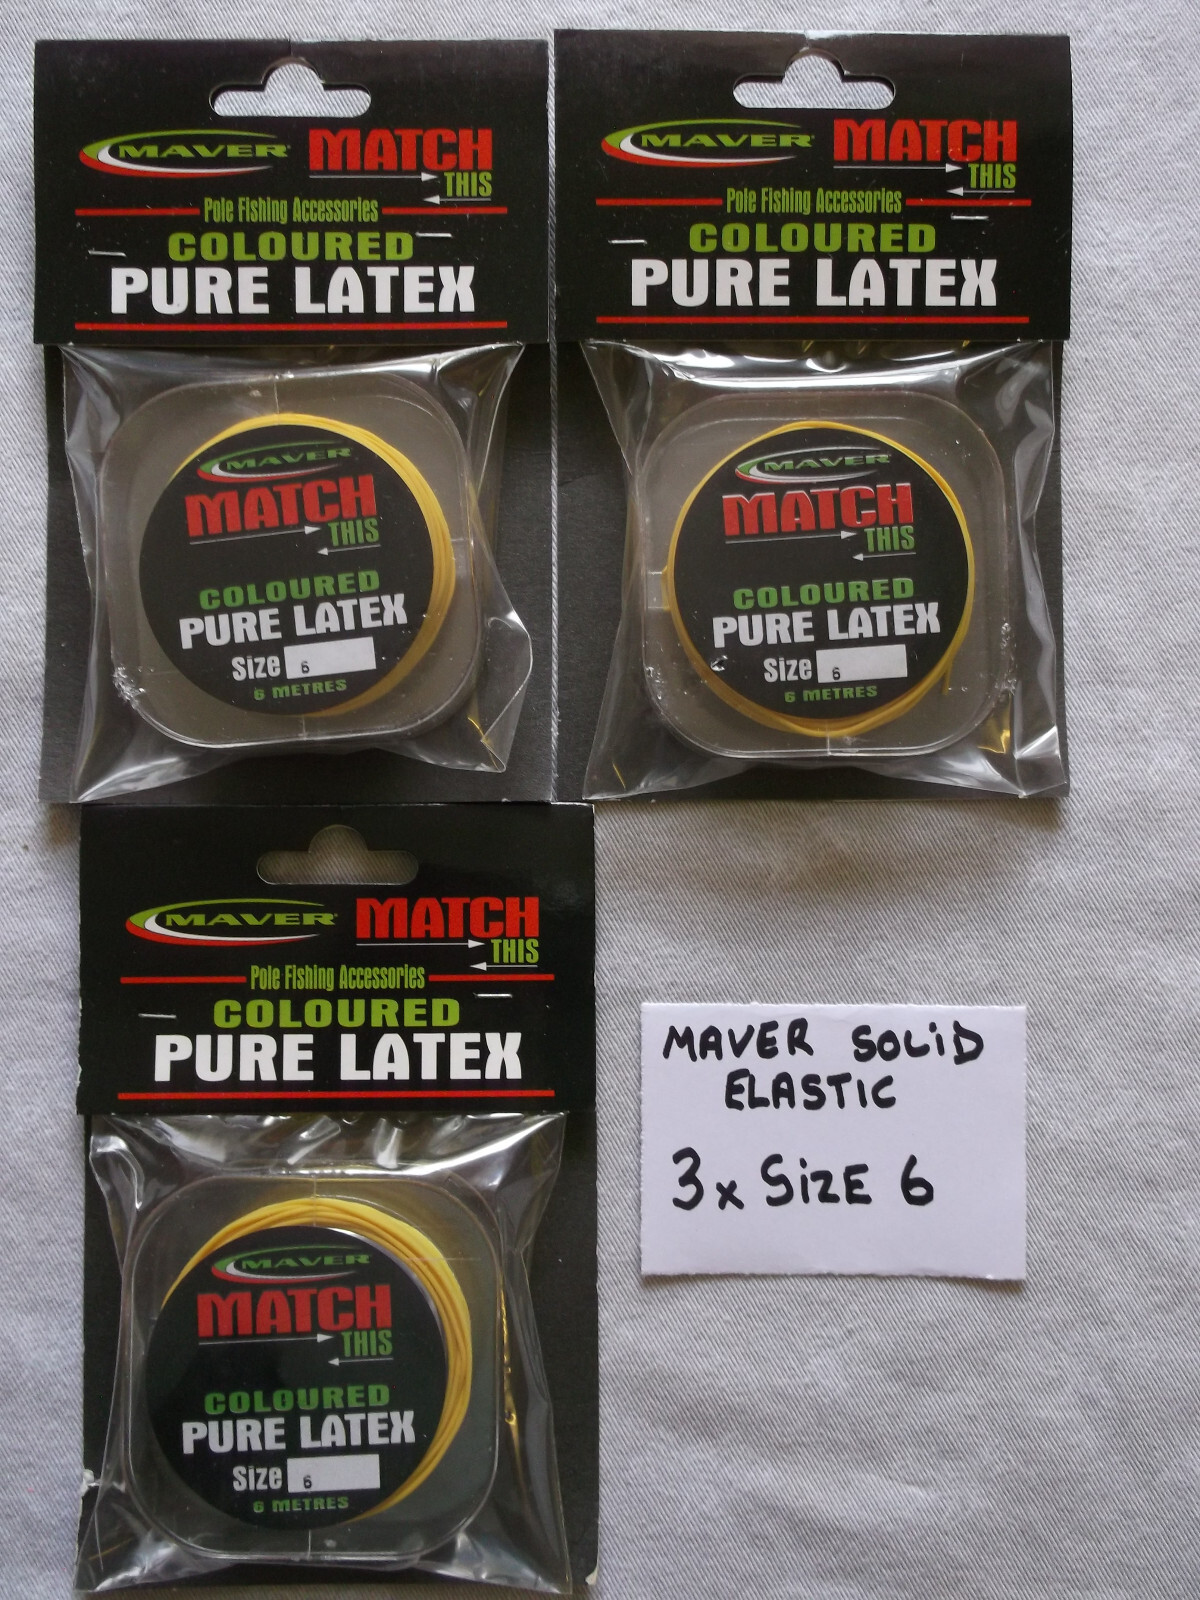 MAVER MATCH
THIS
Pole Fishing Accessories
COLOURED
PURE LATEX
MAVER
MATCH
THIS
COLOURED
PURE LATEX
Size 6
6 METRES
MAVER MATCH
THIS
Pole Fishing Accessories
COLOURED
PURE LATEX
MAVER
MATCH
THIS
COLOURED
PURE LATEX
Size 6
6 METRES
MAVER MATCH
THIS
Pole Fishing Accessories
COLOURED
PURE LATEX
MAVER
MATCH
THIS
COLOURED
PURE LATEX
Size 6
6 METRES
MAVER SOLiD
ELASTIC
3x SiZE 6